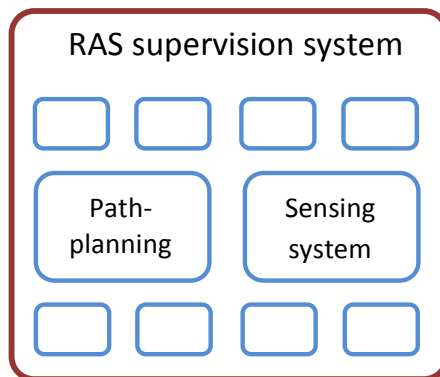 RAS supervision system
Path-
planning
Sensing
system